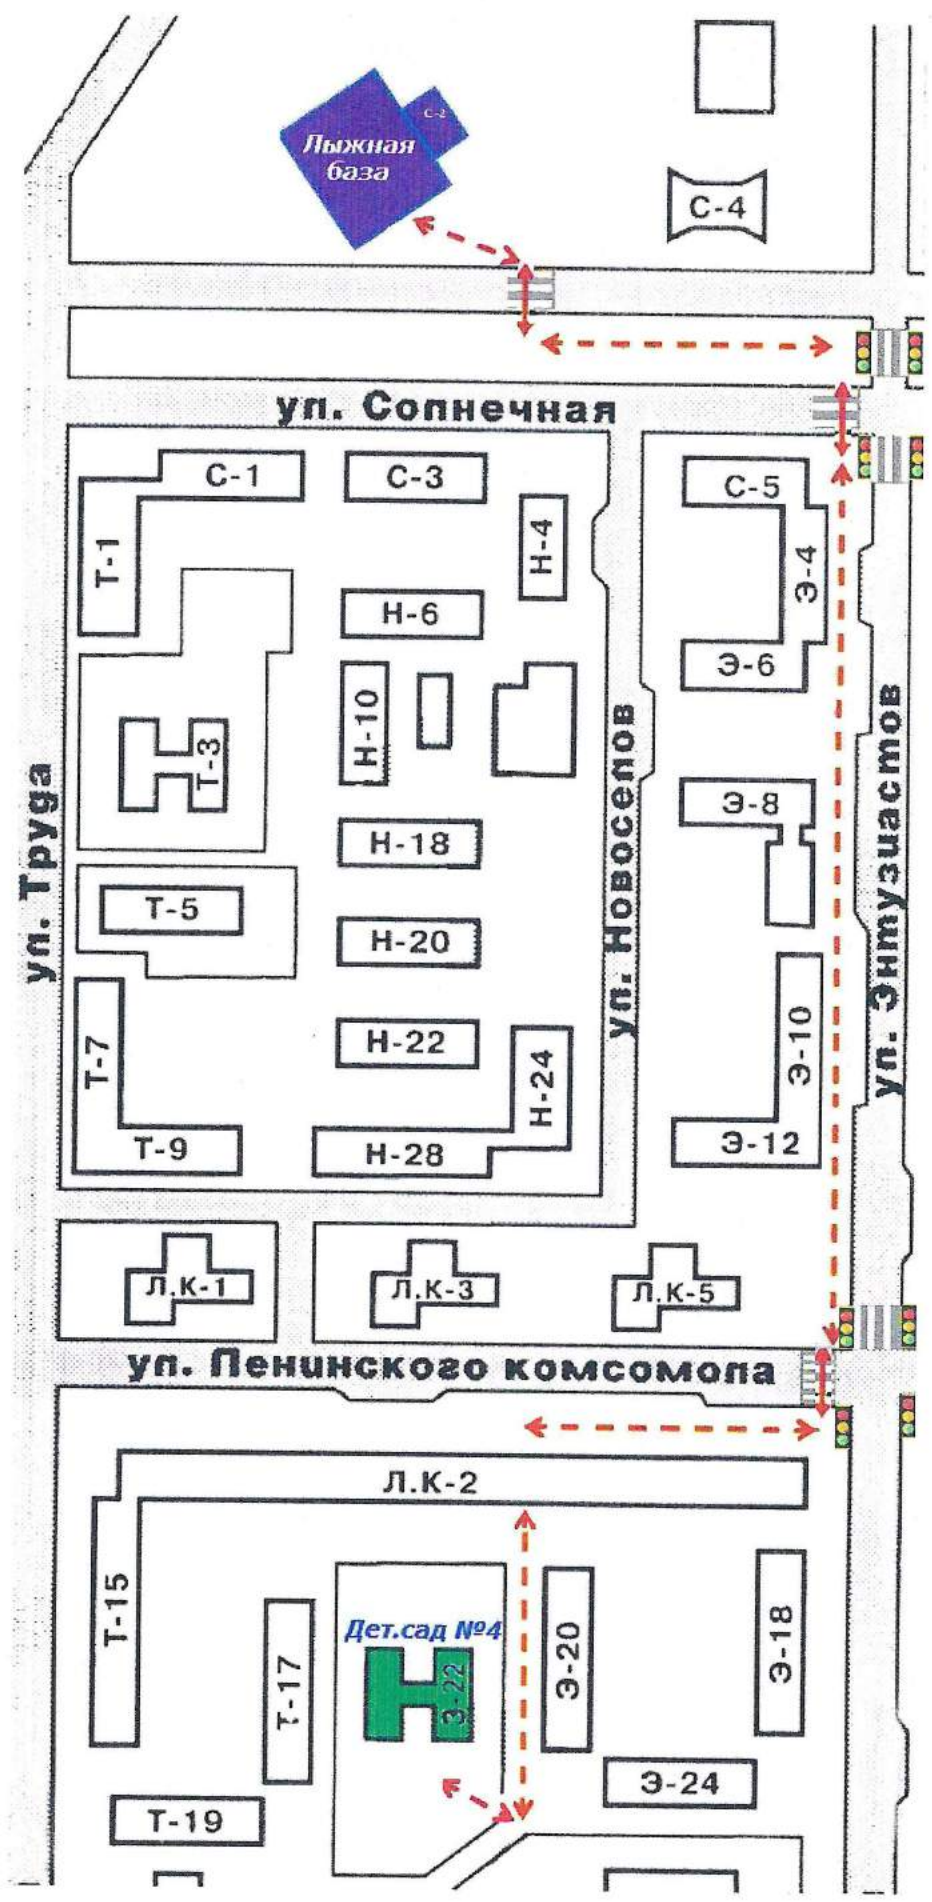 С-2
Лыжная
база
С-4
ул. Солнечная
С-1
С-3
С-5
Т-1
Н-4
Э-4
Н-6
Э-6
Н-10
Т-3
ул. Труда
ул. Новоселов
ул. Энтузиастов
Э-8
Н-18
Т-5
Н-20
Н-22
Т-7
Н-24
Э-10
Т-9
Н-28
Э-12
Л.К-1
Л.К-3
Л.К-5
ул. Ленинского комсомола
Л.К-2
Т-15
Т-17
Дет.сад №4
Э-22
Э-20
Э-18
Э-24
Т-19